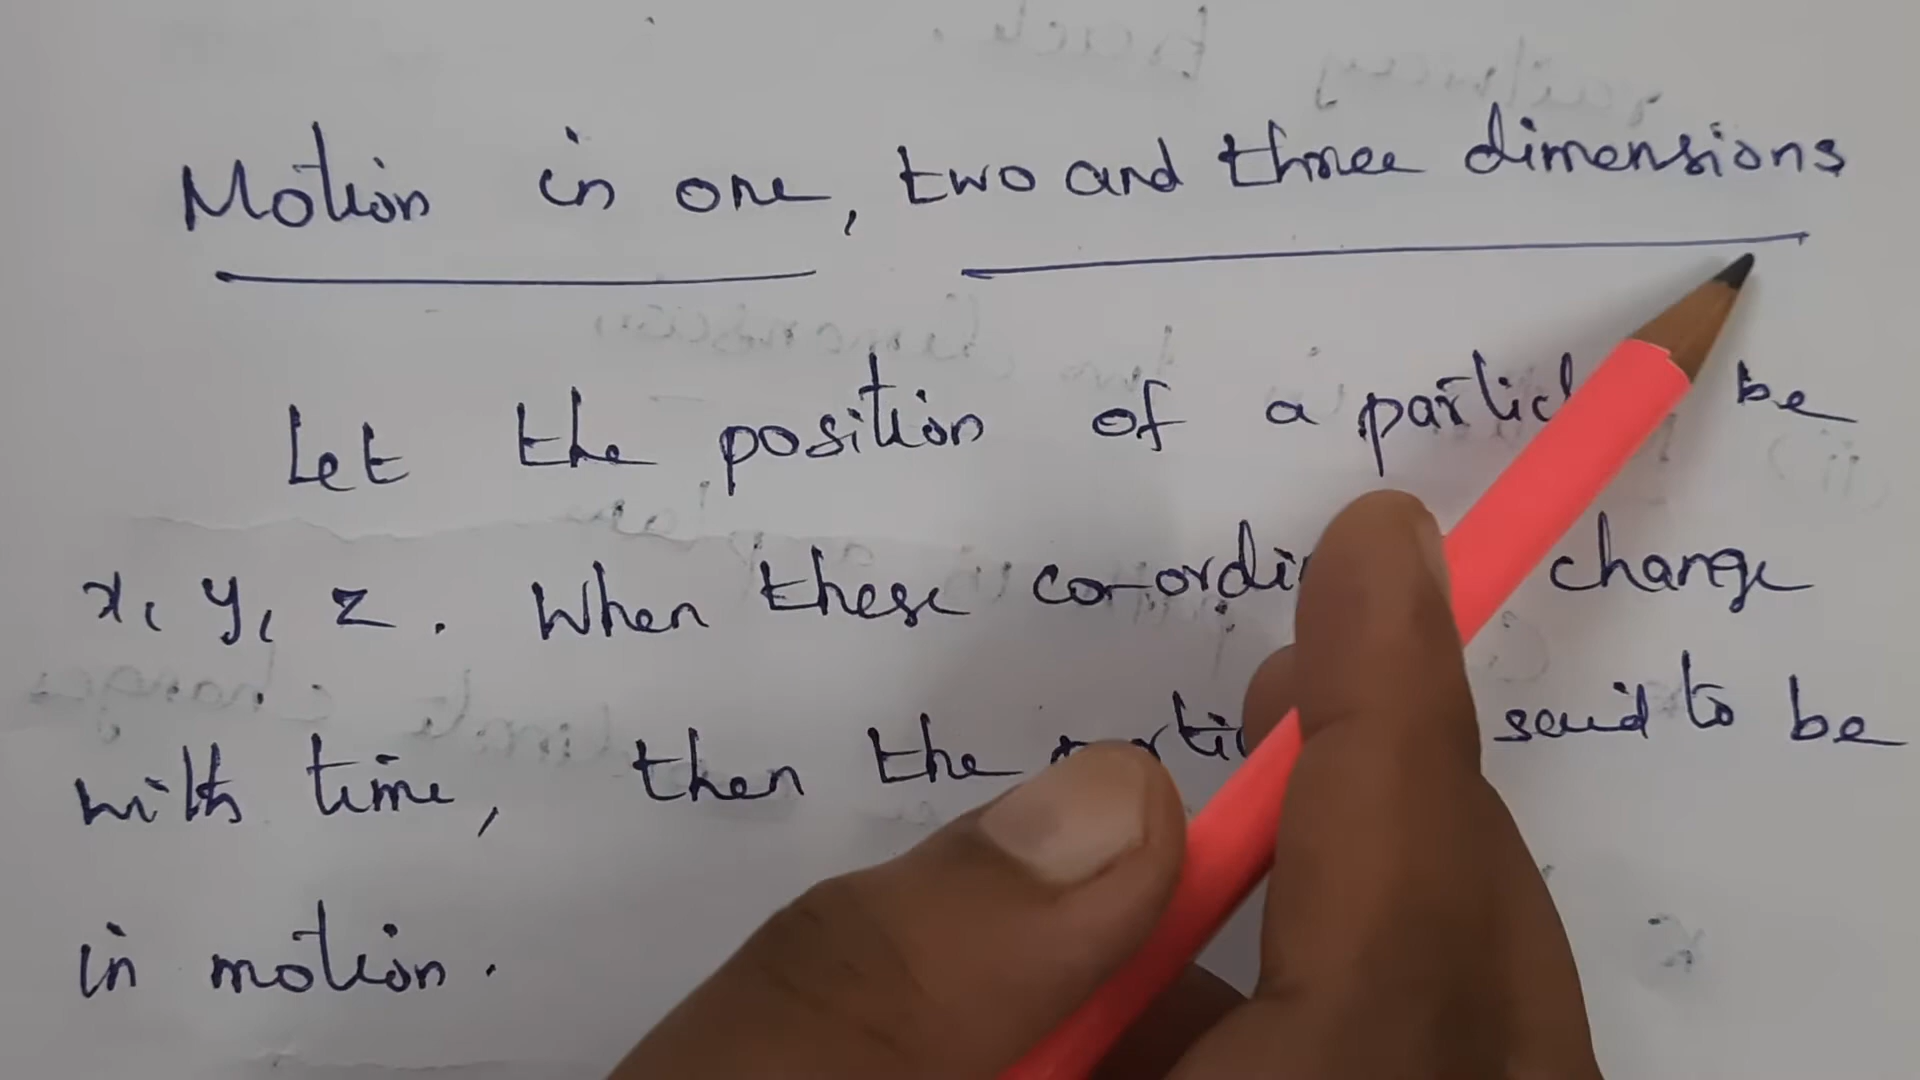 Motion in one, two and three dimensions
Let the position of a partic be
x, y, z. When these co-ordi change
with time, then the said to be
in motion.